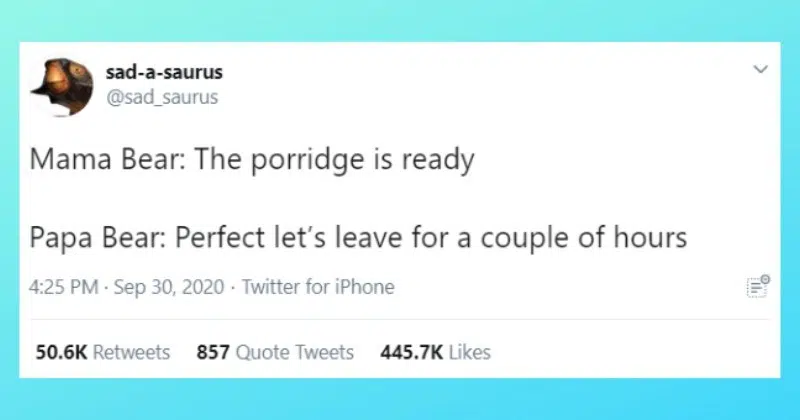 sad-a-saurus
@sad_saurus
Mama Bear: The porridge is ready
Papa Bear: Perfect let’s leave for a couple of hours
4:25 PM · Sep 30, 2020 · Twitter for iPhone
50.6K Retweets 857 Quote Tweets 445.7K Likes